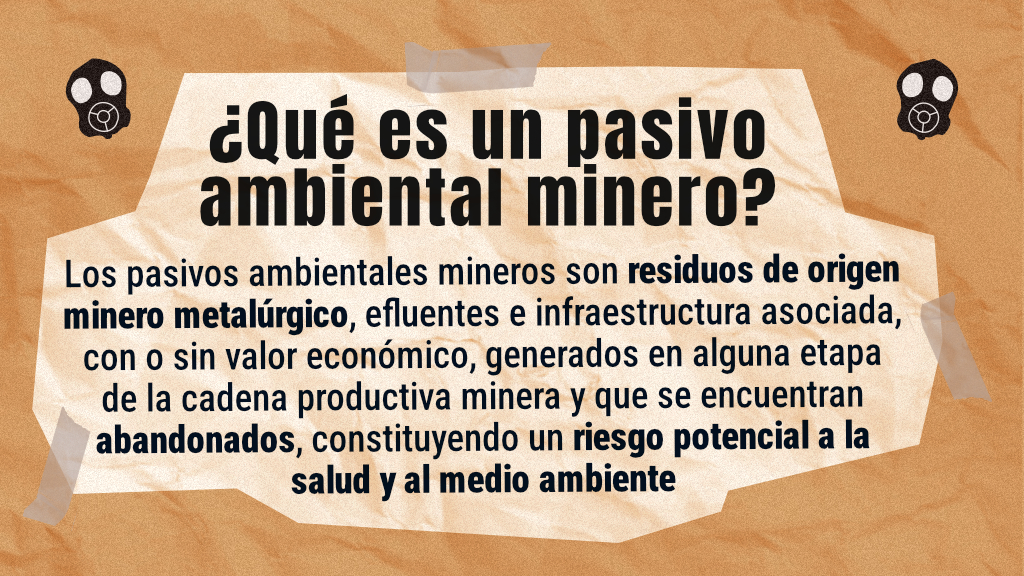 ¿Qué es un pasivo
ambiental minero?
Los pasivos ambientales mineros son residuos de origen
minero metalúrgico, efluentes e infraestructura asociada,
con o sin valor económico, generados en alguna etapa
de la cadena productiva minera y que se encuentran
abandonados, constituyendo un riesgo potencial a la
salud y al medio ambiente